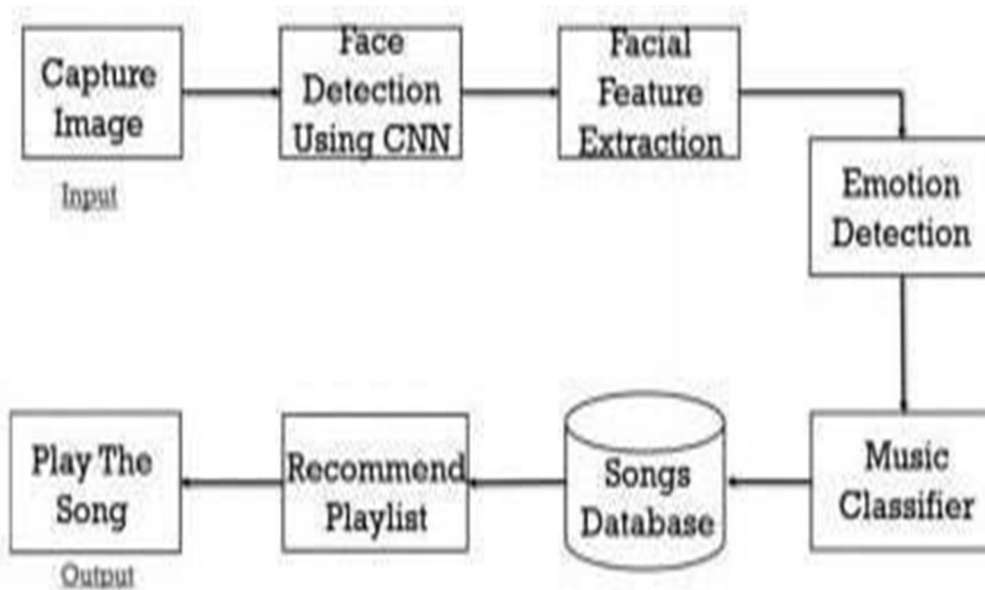 Capture
Image
Input
Face
Detection
Using CNN
Facial
Feature
Extraction
Emotion
Detection
Music
Classifier
Songs
Database
Recommend
Playlist
Play The
Song
Output